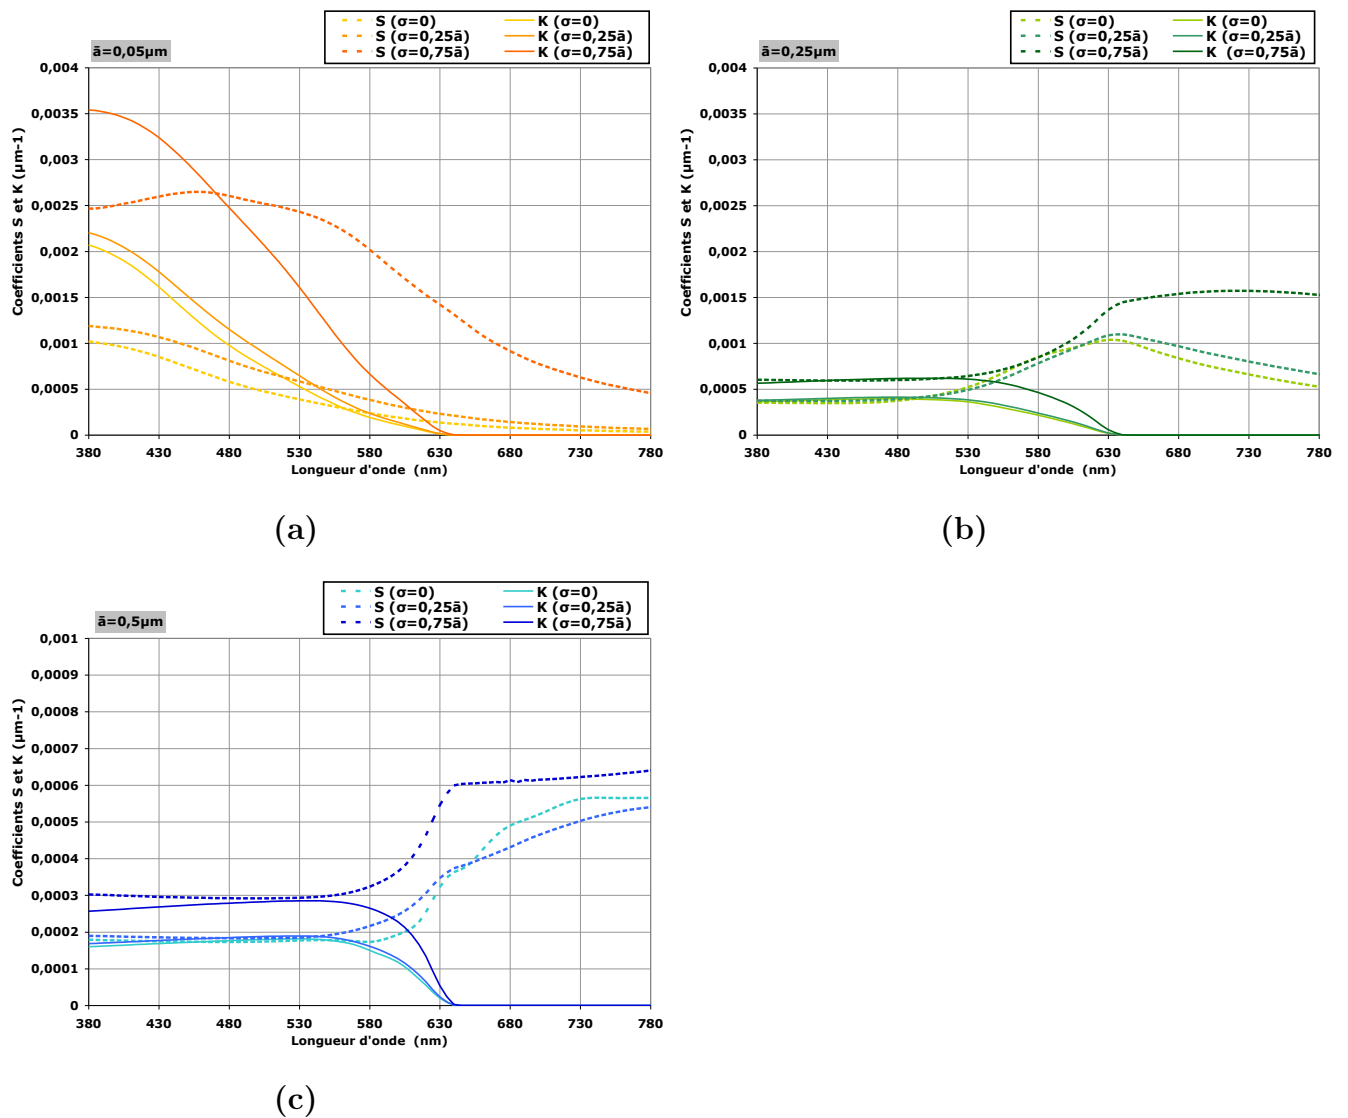 S (σ=0) K (σ=0)
S (σ=0,25ā) K (σ=0,25ā)
S (σ=0,75ā) K (σ=0,75ā)
ā=0,05µm
Coefficients S et K (µm-1)
0,004
0,0035
0,003
0,0025
0,002
0,0015
0,001
0,0005
0
380 430 480 530 580 630 680 730 780
Longueur d'onde (nm)
(a)
S (σ=0) K (σ=0)
S (σ=0,25ā) K (σ=0,25ā)
S (σ=0,75ā) K (σ=0,75ā)
ā=0,25µm
Coefficients S et K (µm-1)
0,004
0,0035
0,003
0,0025
0,002
0,0015
0,001
0,0005
0
380 430 480 530 580 630 680 730 780
Longueur d'onde (nm)
(b)
S (σ=0) K (σ=0)
S (σ=0,25ā) K (σ=0,25ā)
S (σ=0,75ā) K (σ=0,75ā)
ā=0,5µm
Coefficients S et K (µm-1)
0,001
0,0009
0,0008
0,0007
0,0006
0,0005
0,0004
0,0003
0,0002
0,0001
0
380 430 480 530 580 630 680 730 780
Longueur d'onde (nm)
(c)